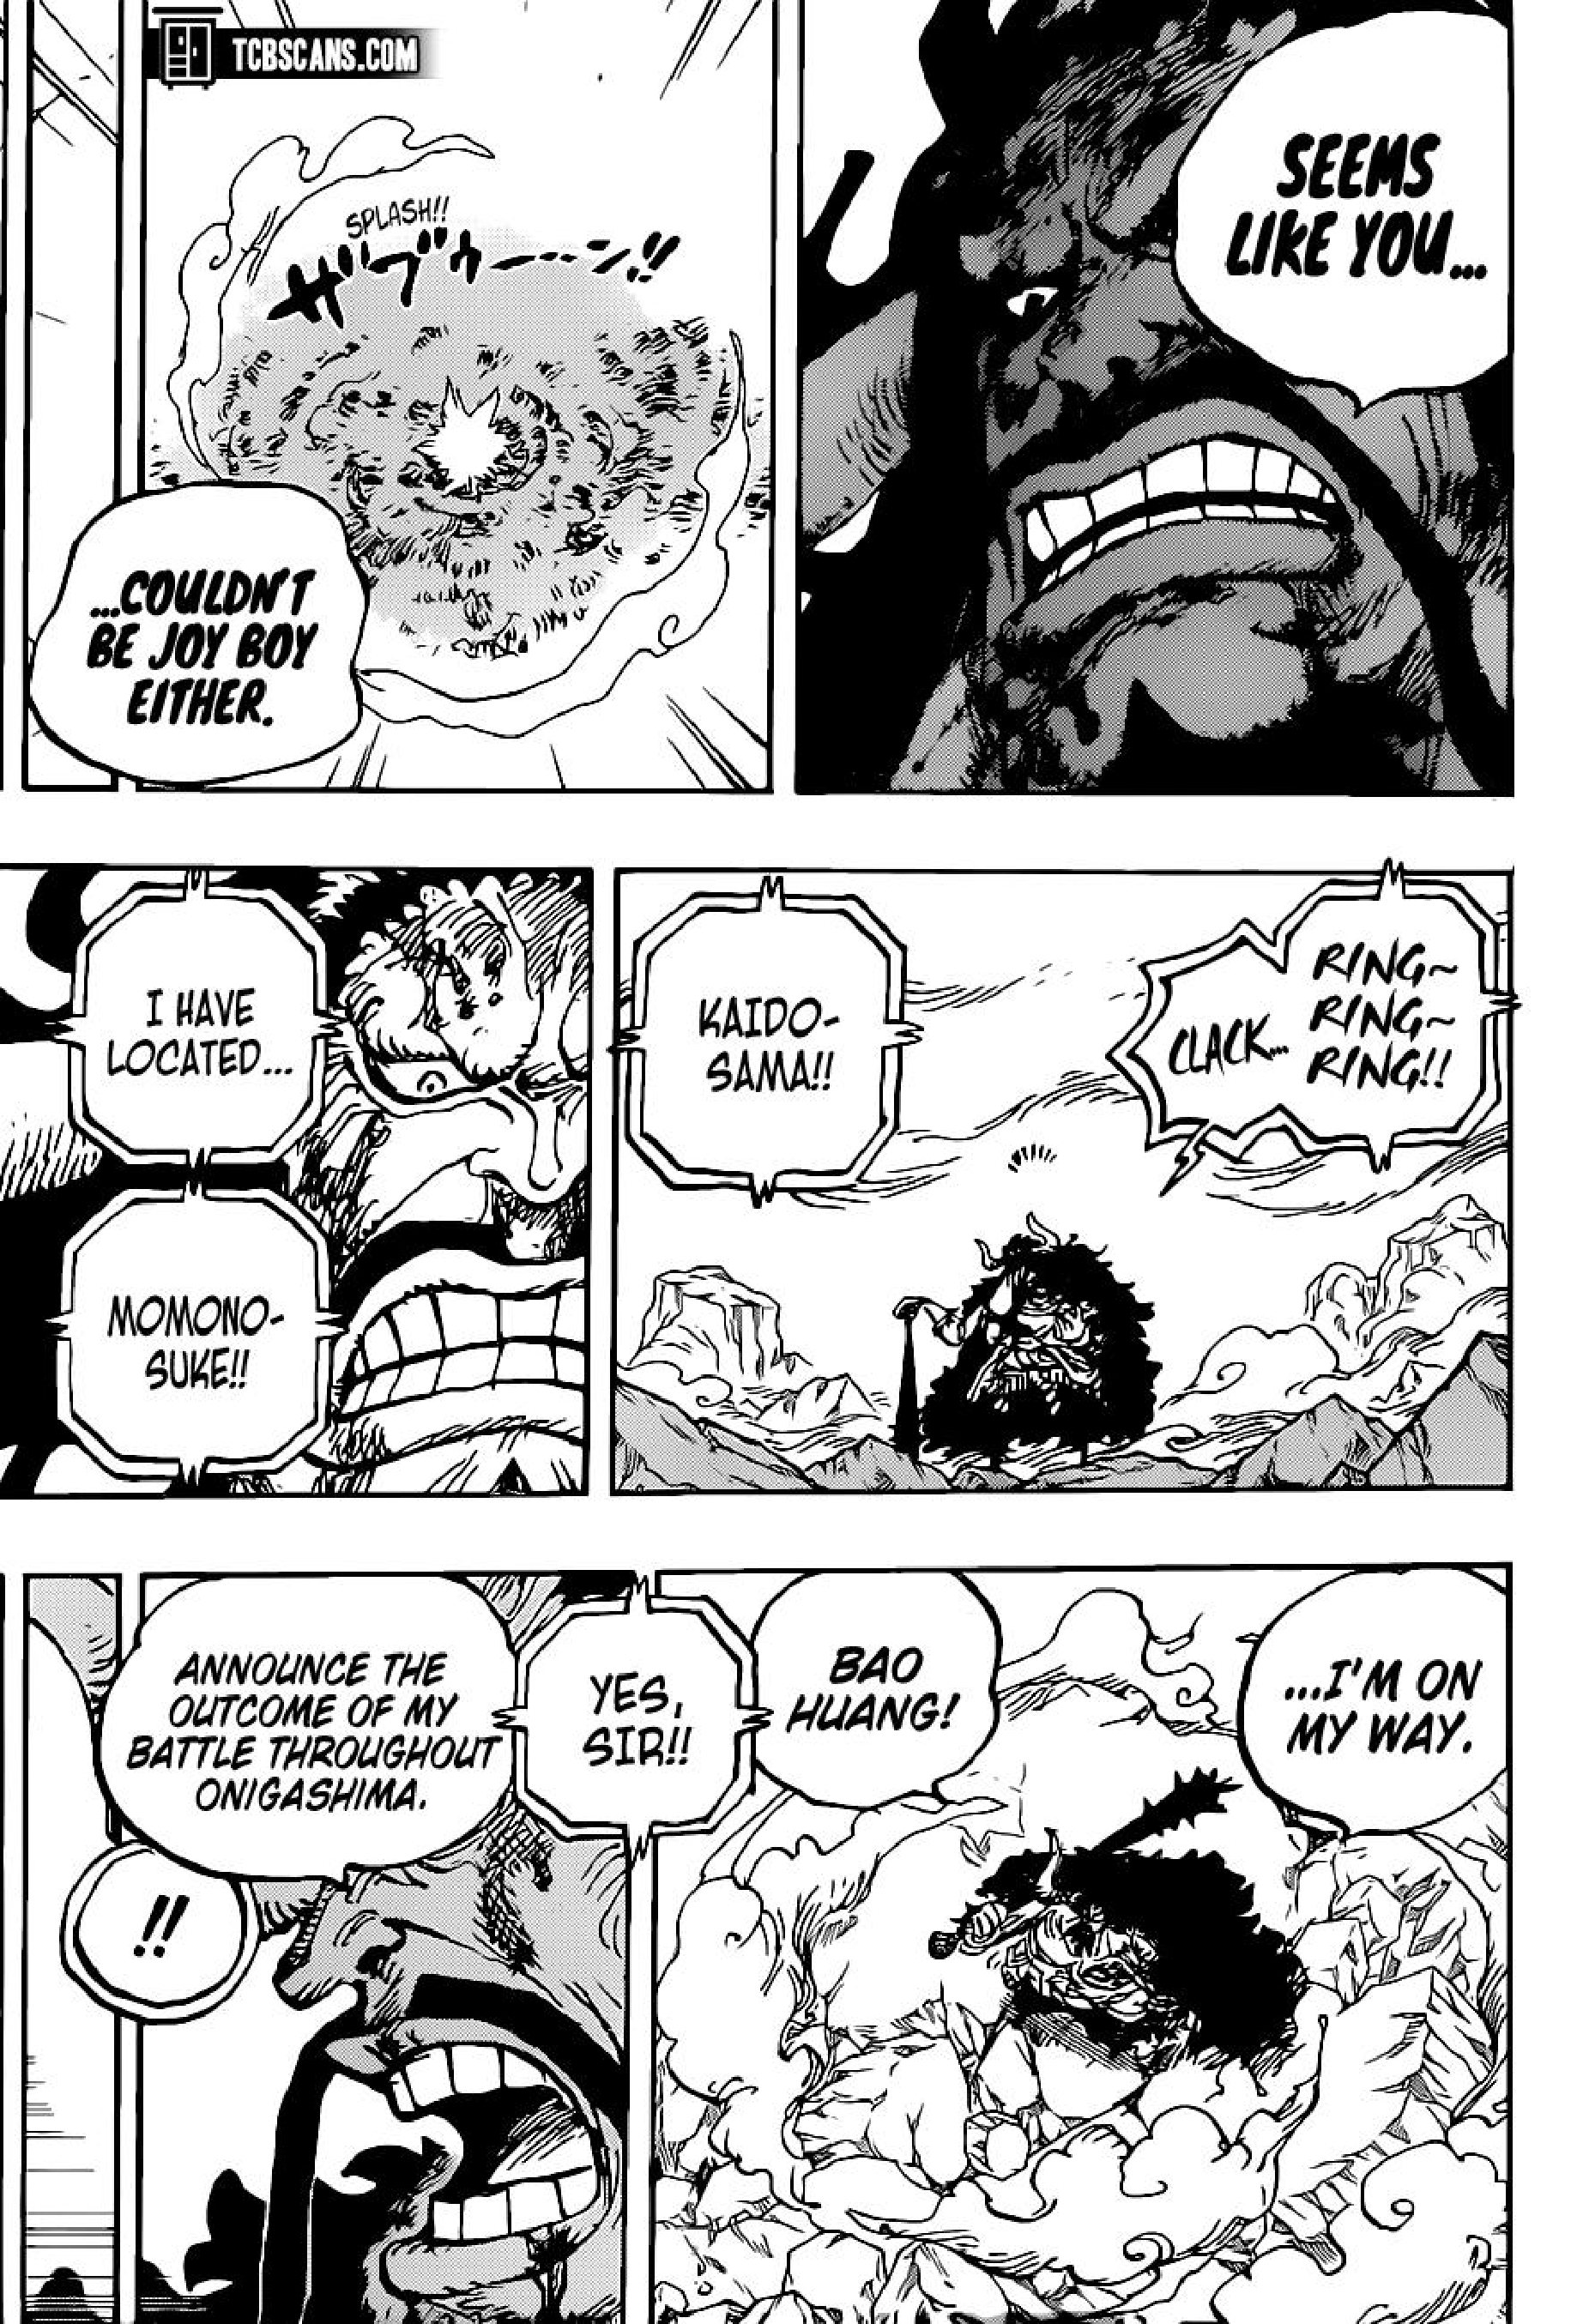 TCBSCANS.COM
SEEMS
LIKE YOU...
SPLASH!!
ザブゥーーン!!
...COULDN'T
BE JOY BOY
EITHER.
RING~
RING~
RING!!
CLACK...
KAIDO-
SAMA!!
I HAVE
LOCATED...
MOMONO-
SUKE!!
...I'M ON
MY WAY.
BAO
HUANG!
YES,
SIR!!
ANNOUNCE THE
OUTCOME OF MY
BATTLE THROUGHOUT
ONIGASHIMA.
!!